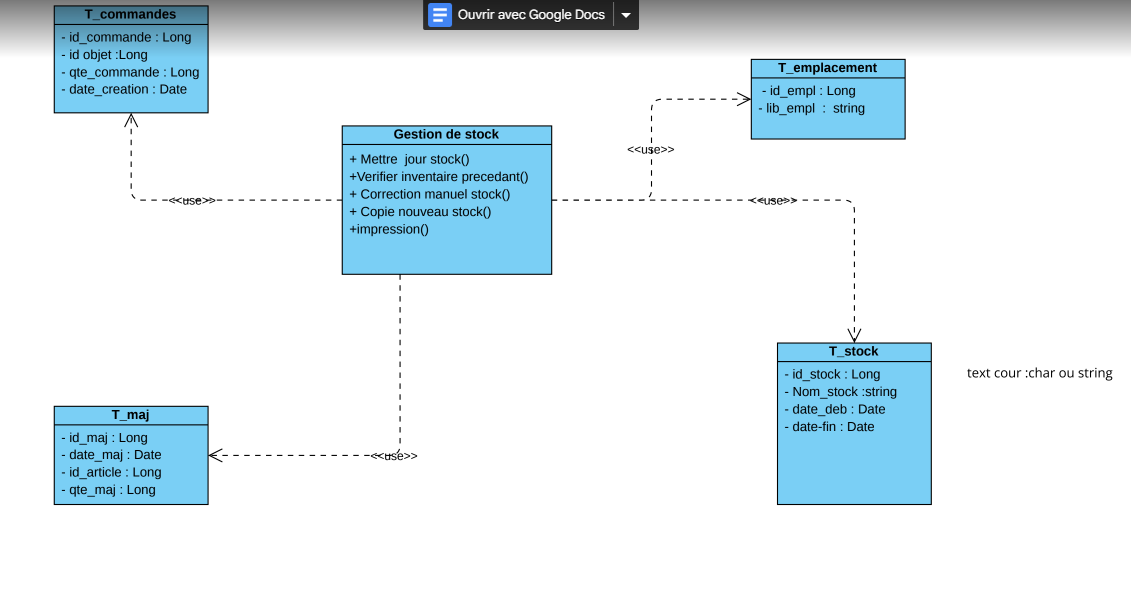 Ouvrir avec Google Docs
T_commandes
- id_commande : Long
- id objet :Long
- qte_commande : Long
- date_creation : Date
T_emplacement
- id_empl : Long
- lib_empl : string
Gestion de stock
+ Mettre jour stock()
+Verifier inventaire precedant()
+ Correction manuel stock()
+ Copie nouveau stock()
+impression()
<<use>>
<<use>>
<<use>>
T_stock
- id_stock : Long
- Nom_stock :string
- date_deb : Date
- date-fin : Date
text cour :char ou string
T_maj
- id_maj : Long
- date_maj : Date
- id_article : Long
- qte_maj : Long
<<use>>